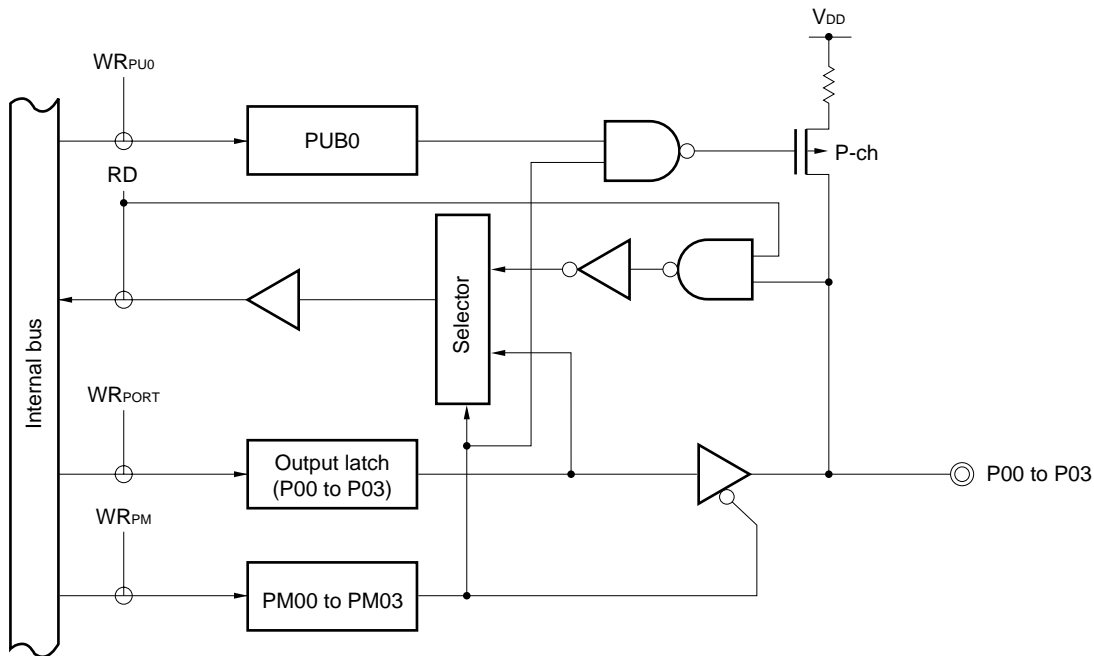 VDD
WRPU0
PUB0
P-ch
RD
Selector
Internal bus
WRPORT
Output latch
(P00 to P03)
P00 to P03
WRPM
PM00 to PM03